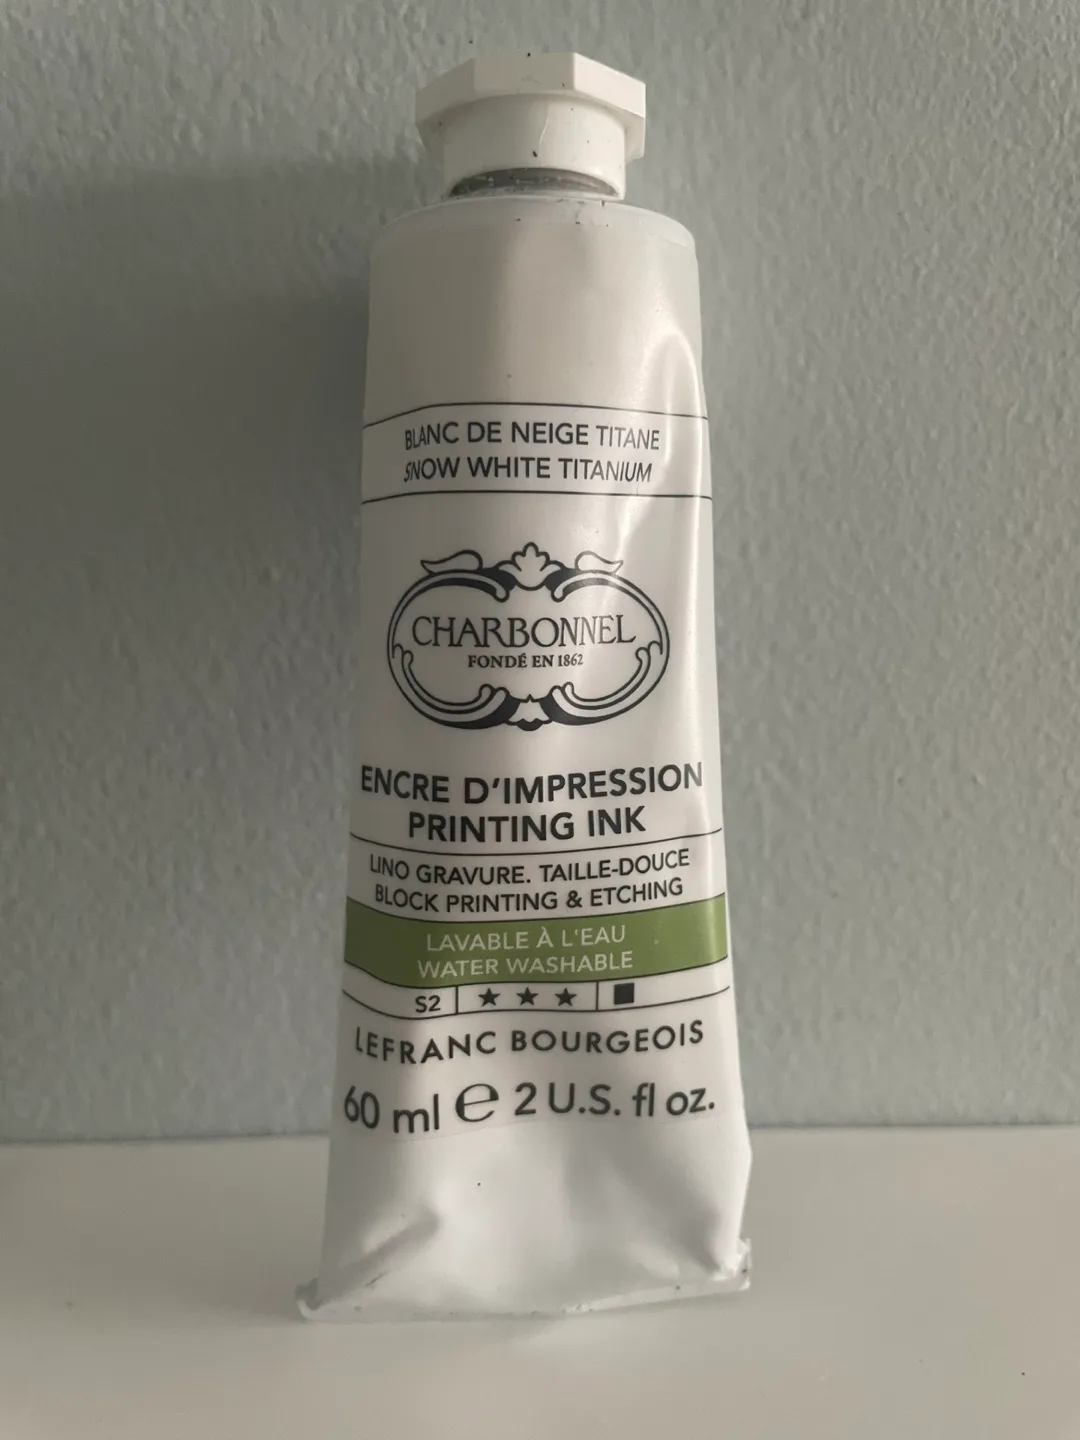 BLANC DE NEIGE TITANE
SNOW WHITE TITANIUM
CHARBONNEL
FONDÉ EN 1862
ENCRE D'IMPRESSION
PRINTING INK
LINO GRAVURE. TAILLE-DOUCE
BLOCK PRINTING & ETCHING
LAVABLE À L'EAU
WATER WASHABLE
S2 | ★ ★ ★ | ■
LEFRANC BOURGEOIS
60 ml ℮ 2 U.S. fl oz.